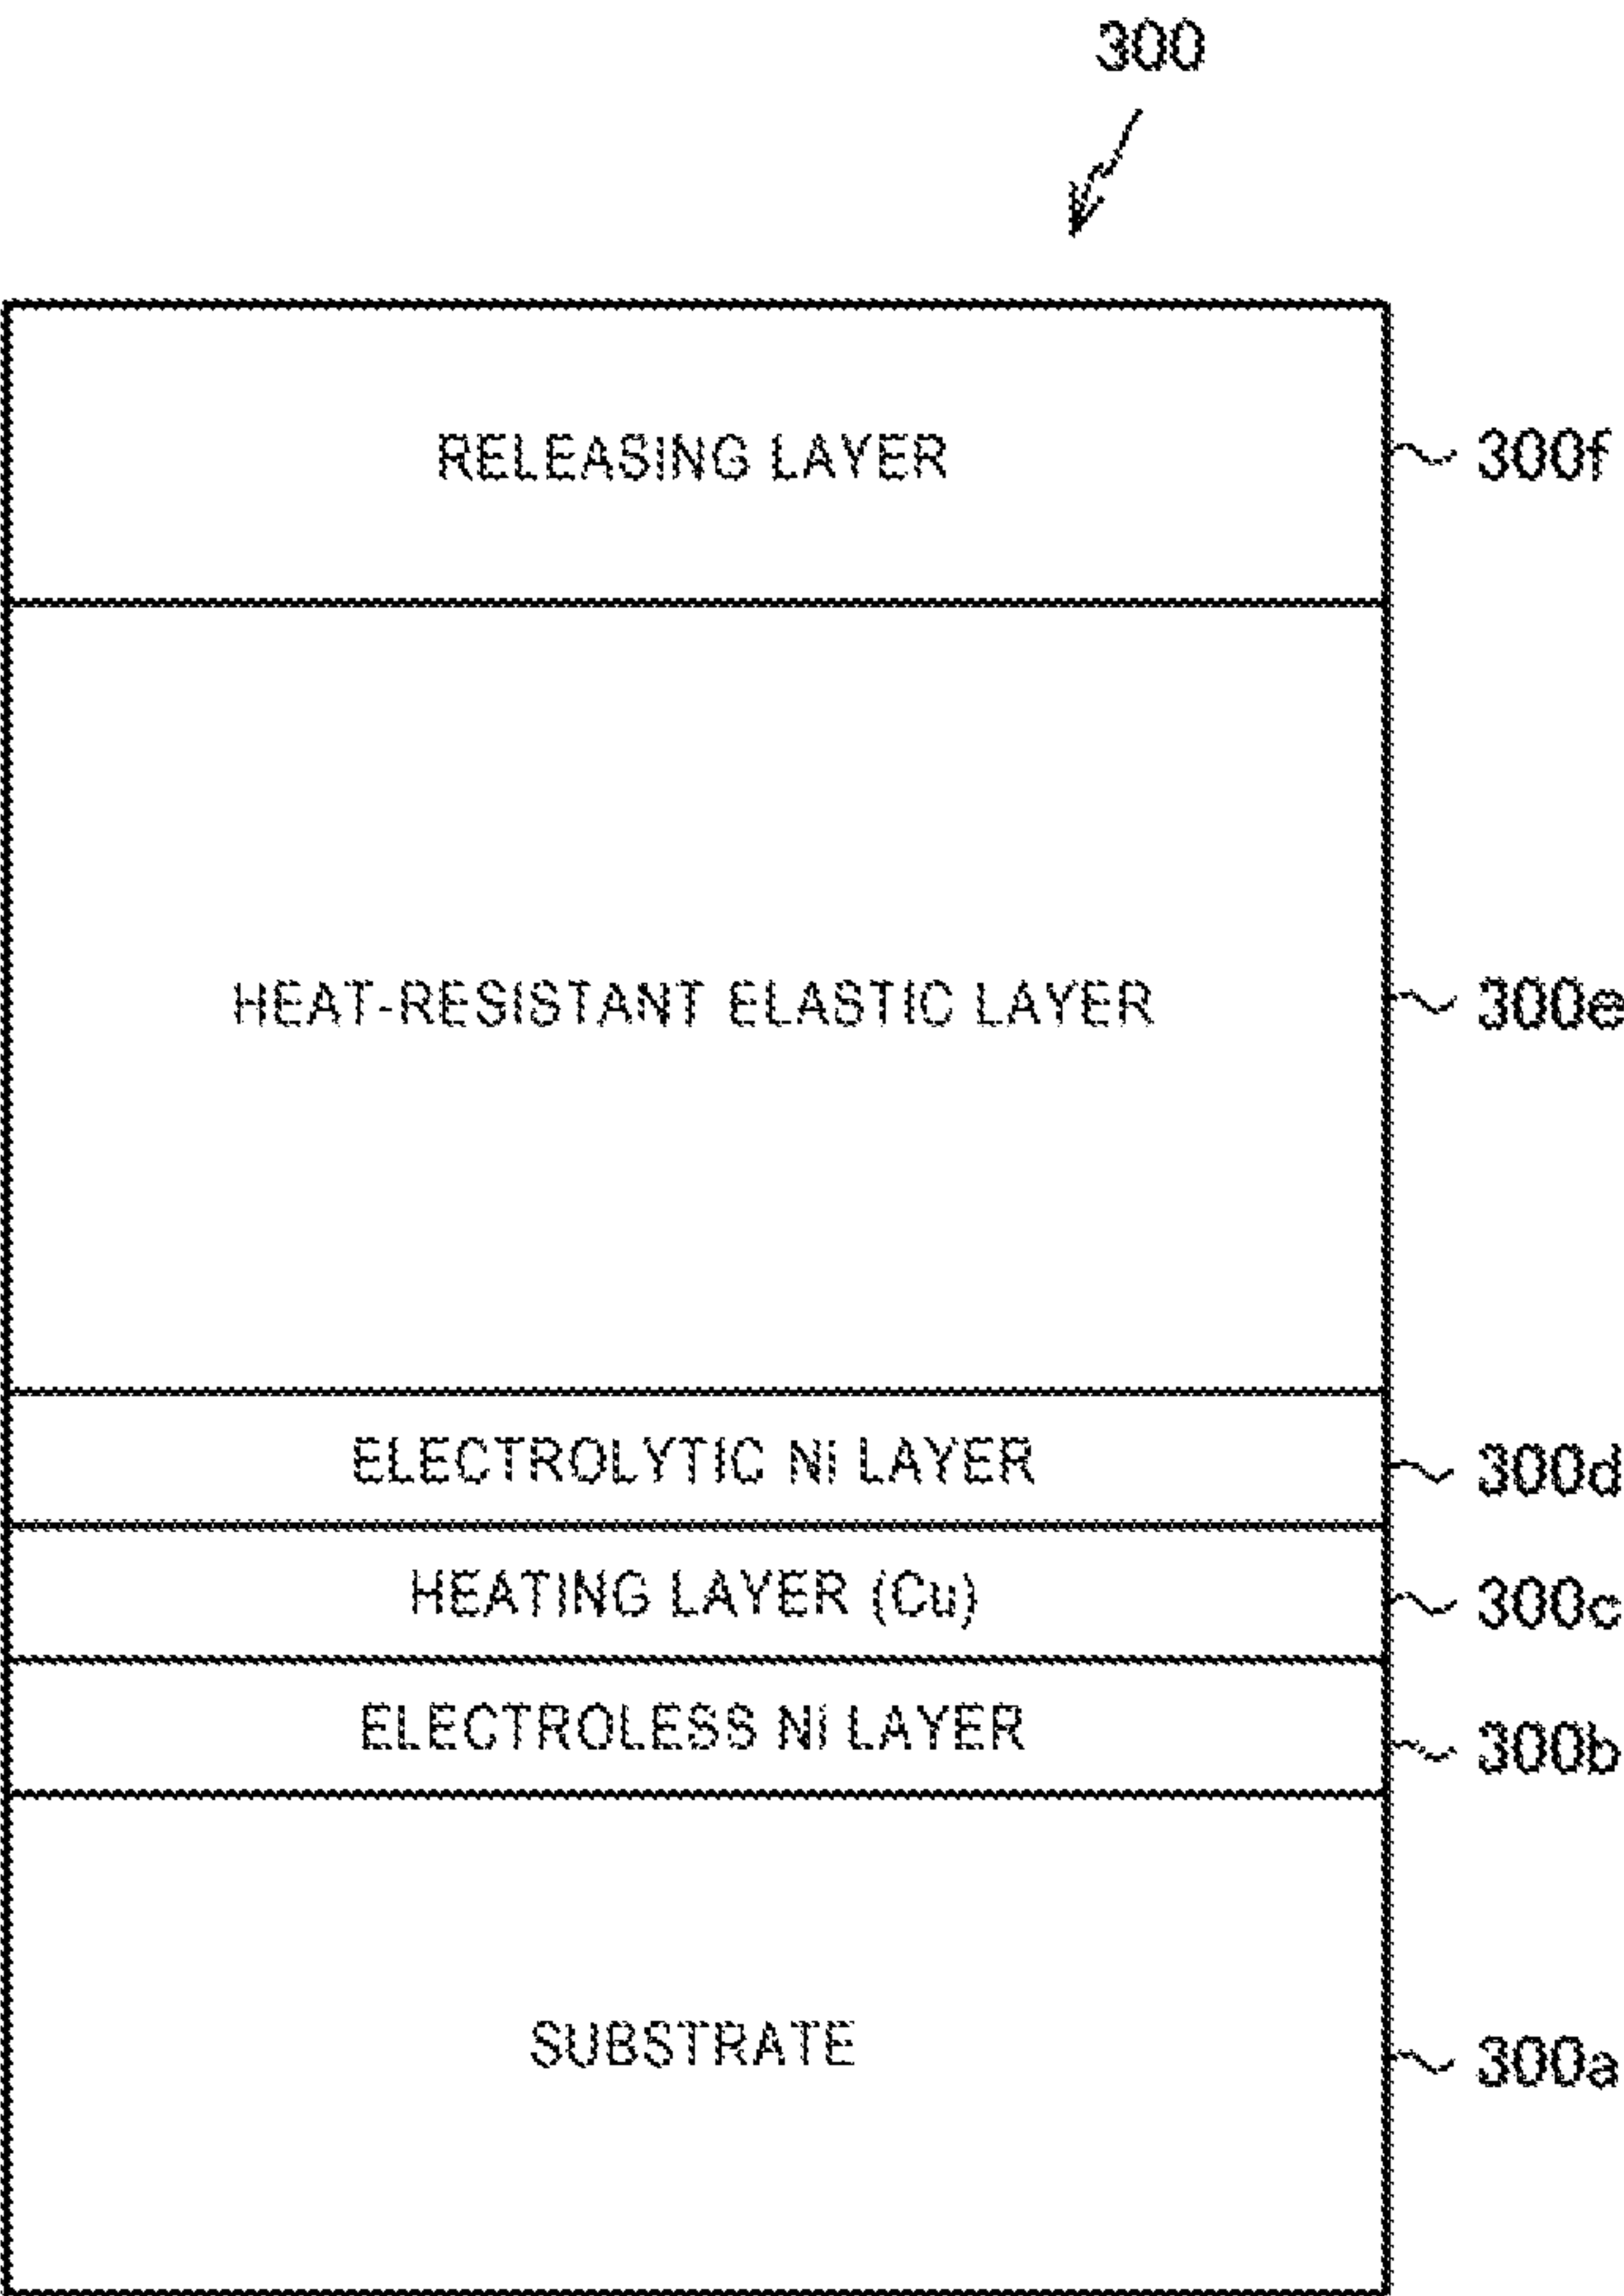 300
RELEASING LAYER
300f
HEAT-RESISTANT ELASTIC LAYER
300e
ELECTROLYTIC Ni LAYER
300d
HEATING LAYER (Cu)
300c
ELECTROLESS Ni LAYER
300b
SUBSTRATE
300a